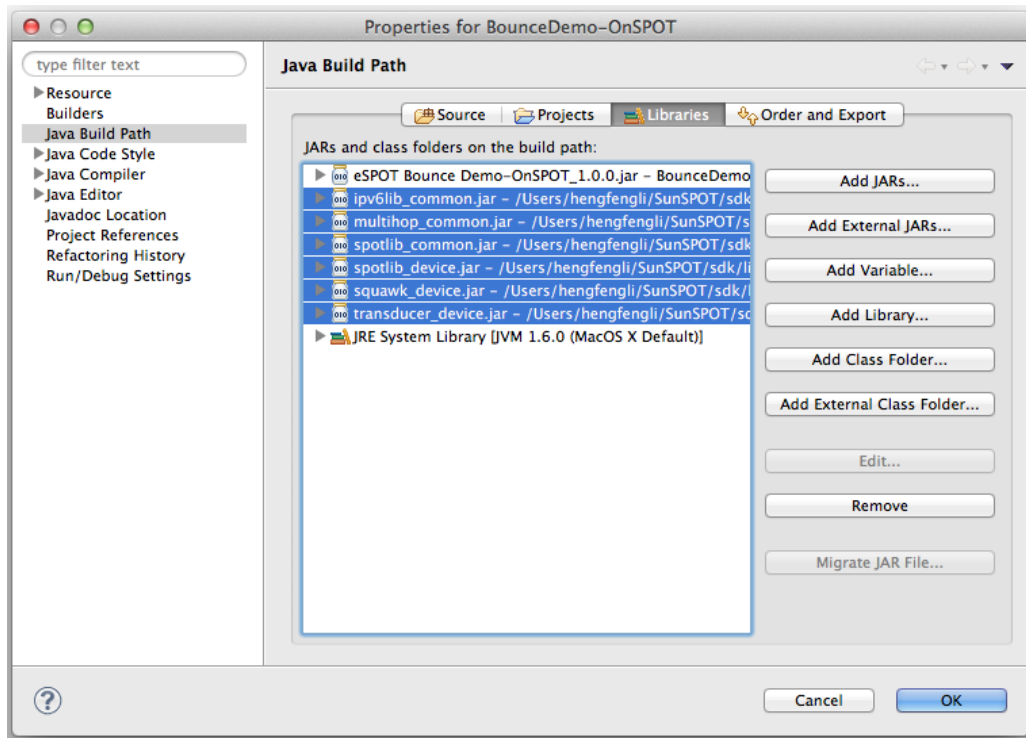 Properties for BounceDemo-OnSPOT
type filter text
Resource
Builders
Java Build Path
Java Code Style
Java Compiler
Java Editor
Javadoc Location
Project References
Refactoring History
Run/Debug Settings
Java Build Path
Source
Projects
Libraries
Order and Export
JARs and class folders on the build path:
eSPOT Bounce Demo-OnSPOT_1.0.0.jar – BounceDemo
ipv6lib_common.jar – /Users/hengfengli/SunSPOT/sdk
multihop_common.jar – /Users/hengfengli/SunSPOT/s
spotlib_common.jar – /Users/hengfengli/SunSPOT/sdk
spotlib_device.jar – /Users/hengfengli/SunSPOT/sdk/li
squawk_device.jar – /Users/hengfengli/SunSPOT/sdk/l
transducer_device.jar – /Users/hengfengli/SunSPOT/sd
JRE System Library [JVM 1.6.0 (MacOS X Default)]
Add JARs...
Add External JARs...
Add Variable...
Add Library...
Add Class Folder...
Add External Class Folder...
Edit...
Remove
Migrate JAR File...
?
Cancel
OK